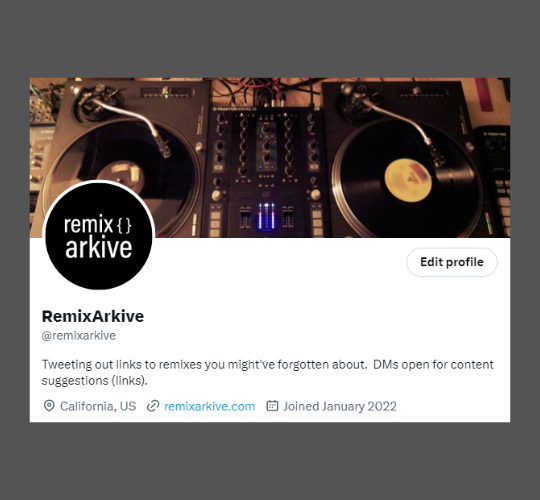 remix {}
arkive
Edit profile
RemixArkive
@remixarkive
Tweeting out links to remixes you might've forgotten about.  DMs open for content
suggestions (links).
California, US remixarkive.com Joined January 2022